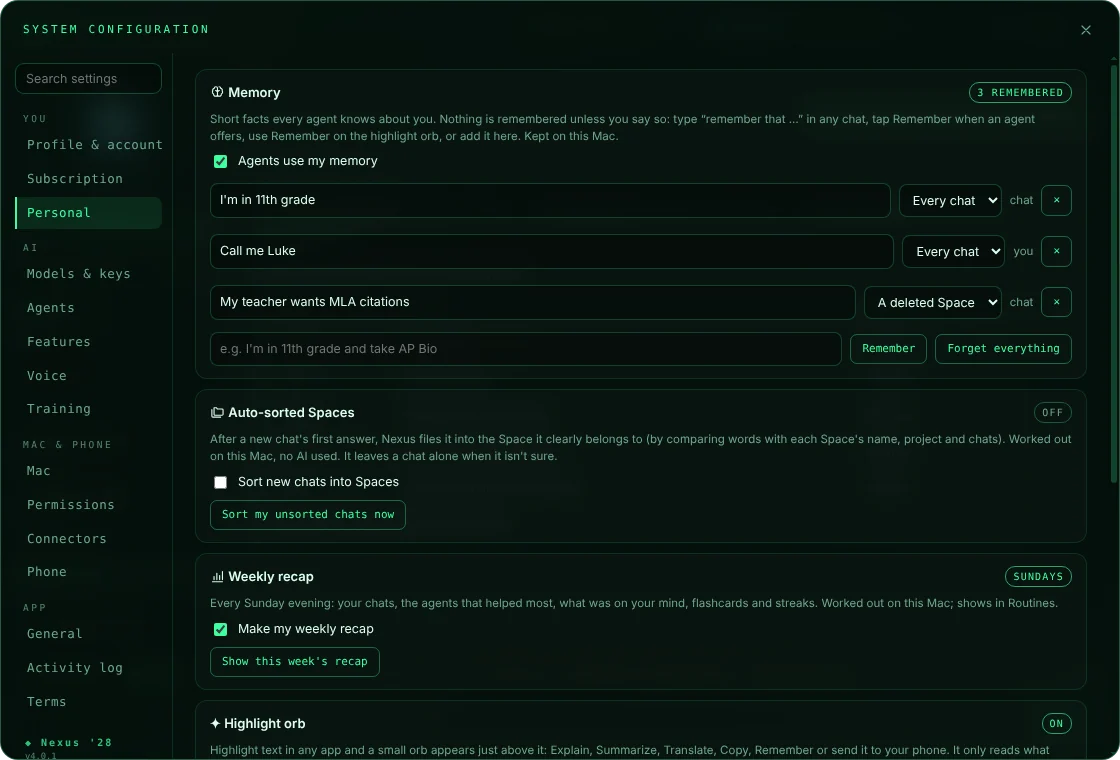 SYSTEM CONFIGURATION
Search settings
YOU
Profile & account
Subscription
Personal
AI
Models & keys
Agents
Features
Voice
Training
MAC & PHONE
Mac
Permissions
Connectors
Phone
APP
General
Activity log
Terms
◆ Nexus '28
v4.0.1
Memory
3 REMEMBERED
Short facts every agent knows about you. Nothing is remembered unless you say so: type “remember that …” in any chat, tap Remember when an agent
offers, use Remember on the highlight orb, or add it here. Kept on this Mac.
Agents use my memory
I'm in 11th grade
Every chat
chat
×
Call me Luke
Every chat
you
×
My teacher wants MLA citations
A deleted Space
chat
×
e.g. I'm in 11th grade and take AP Bio
Remember
Forget everything
Auto-sorted Spaces
OFF
After a new chat's first answer, Nexus files it into the Space it clearly belongs to (by comparing words with each Space's name, project and chats). Worked out
on this Mac, no AI used. It leaves a chat alone when it isn't sure.
Sort new chats into Spaces
Sort my unsorted chats now
Weekly recap
SUNDAYS
Every Sunday evening: your chats, the agents that helped most, what was on your mind, flashcards and streaks. Worked out on this Mac; shows in Routines.
Make my weekly recap
Show this week's recap
✦ Highlight orb
ON
Highlight text in any app and a small orb appears just above it: Explain, Summarize, Translate, Copy, Remember or send it to your phone. It only reads what